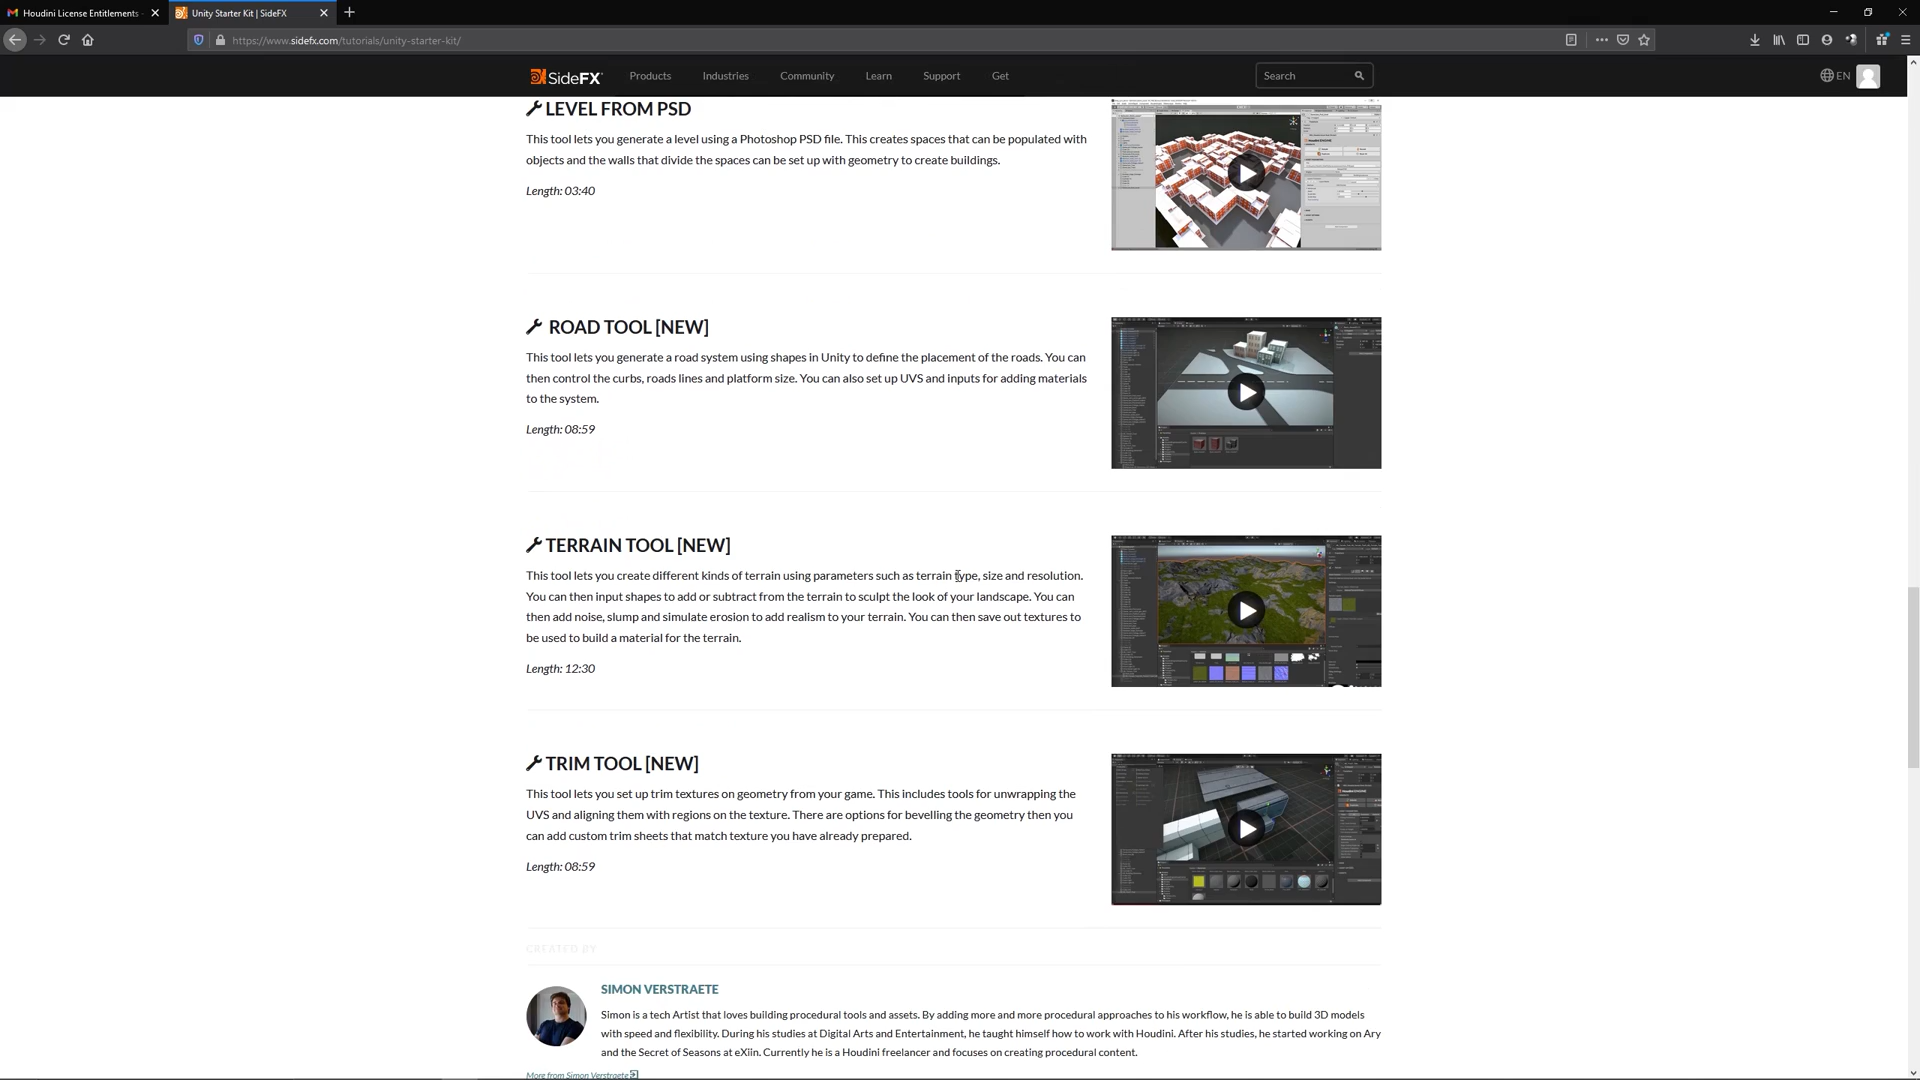 Houdini License Entitlements
Unity Starter Kit | SideFX
https://www.sidefx.com/tutorials/unity-starter-kit/
SideFX
Products
Industries
Community
Learn
Support
Get
Search
EN
LEVEL FROM PSD
This tool lets you generate a level using a Photoshop PSD file. This creates spaces that can be populated with
objects and the walls that divide the spaces can be set up with geometry to create buildings.
Length: 03:40
ROAD TOOL [NEW]
This tool lets you generate a road system using shapes in Unity to define the placement of the roads. You can
then control the curbs, roads lines and platform size. You can also set up UVS and inputs for adding materials
to the system.
Length: 08:59
TERRAIN TOOL [NEW]
This tool lets you create different kinds of terrain using parameters such as terrain type, size and resolution.
You can then input shapes to add or subtract from the terrain to sculpt the look of your landscape. You can
then add noise, slump and simulate erosion to add realism to your terrain. You can then save out textures to
be used to build a material for the terrain.
Length: 12:30
TRIM TOOL [NEW]
This tool lets you set up trim textures on geometry from your game. This includes tools for unwrapping the
UVS and aligning them with regions on the texture. There are options for bevelling the geometry then you
can add custom trim sheets that match texture you have already prepared.
Length: 08:59
CREATED BY
SIMON VERSTRAETE
Simon is a tech Artist that loves building procedural tools and assets. By adding more and more procedural approaches to his workflow, he is able to build 3D models
with speed and flexibility. During his studies at Digital Arts and Entertainment, he taught himself how to work with Houdini. After his studies, he started working on Ary
and the Secret of Seasons at eXiin. Currently he is a Houdini freelancer and focuses on creating procedural content.
More from Simon Verstraete